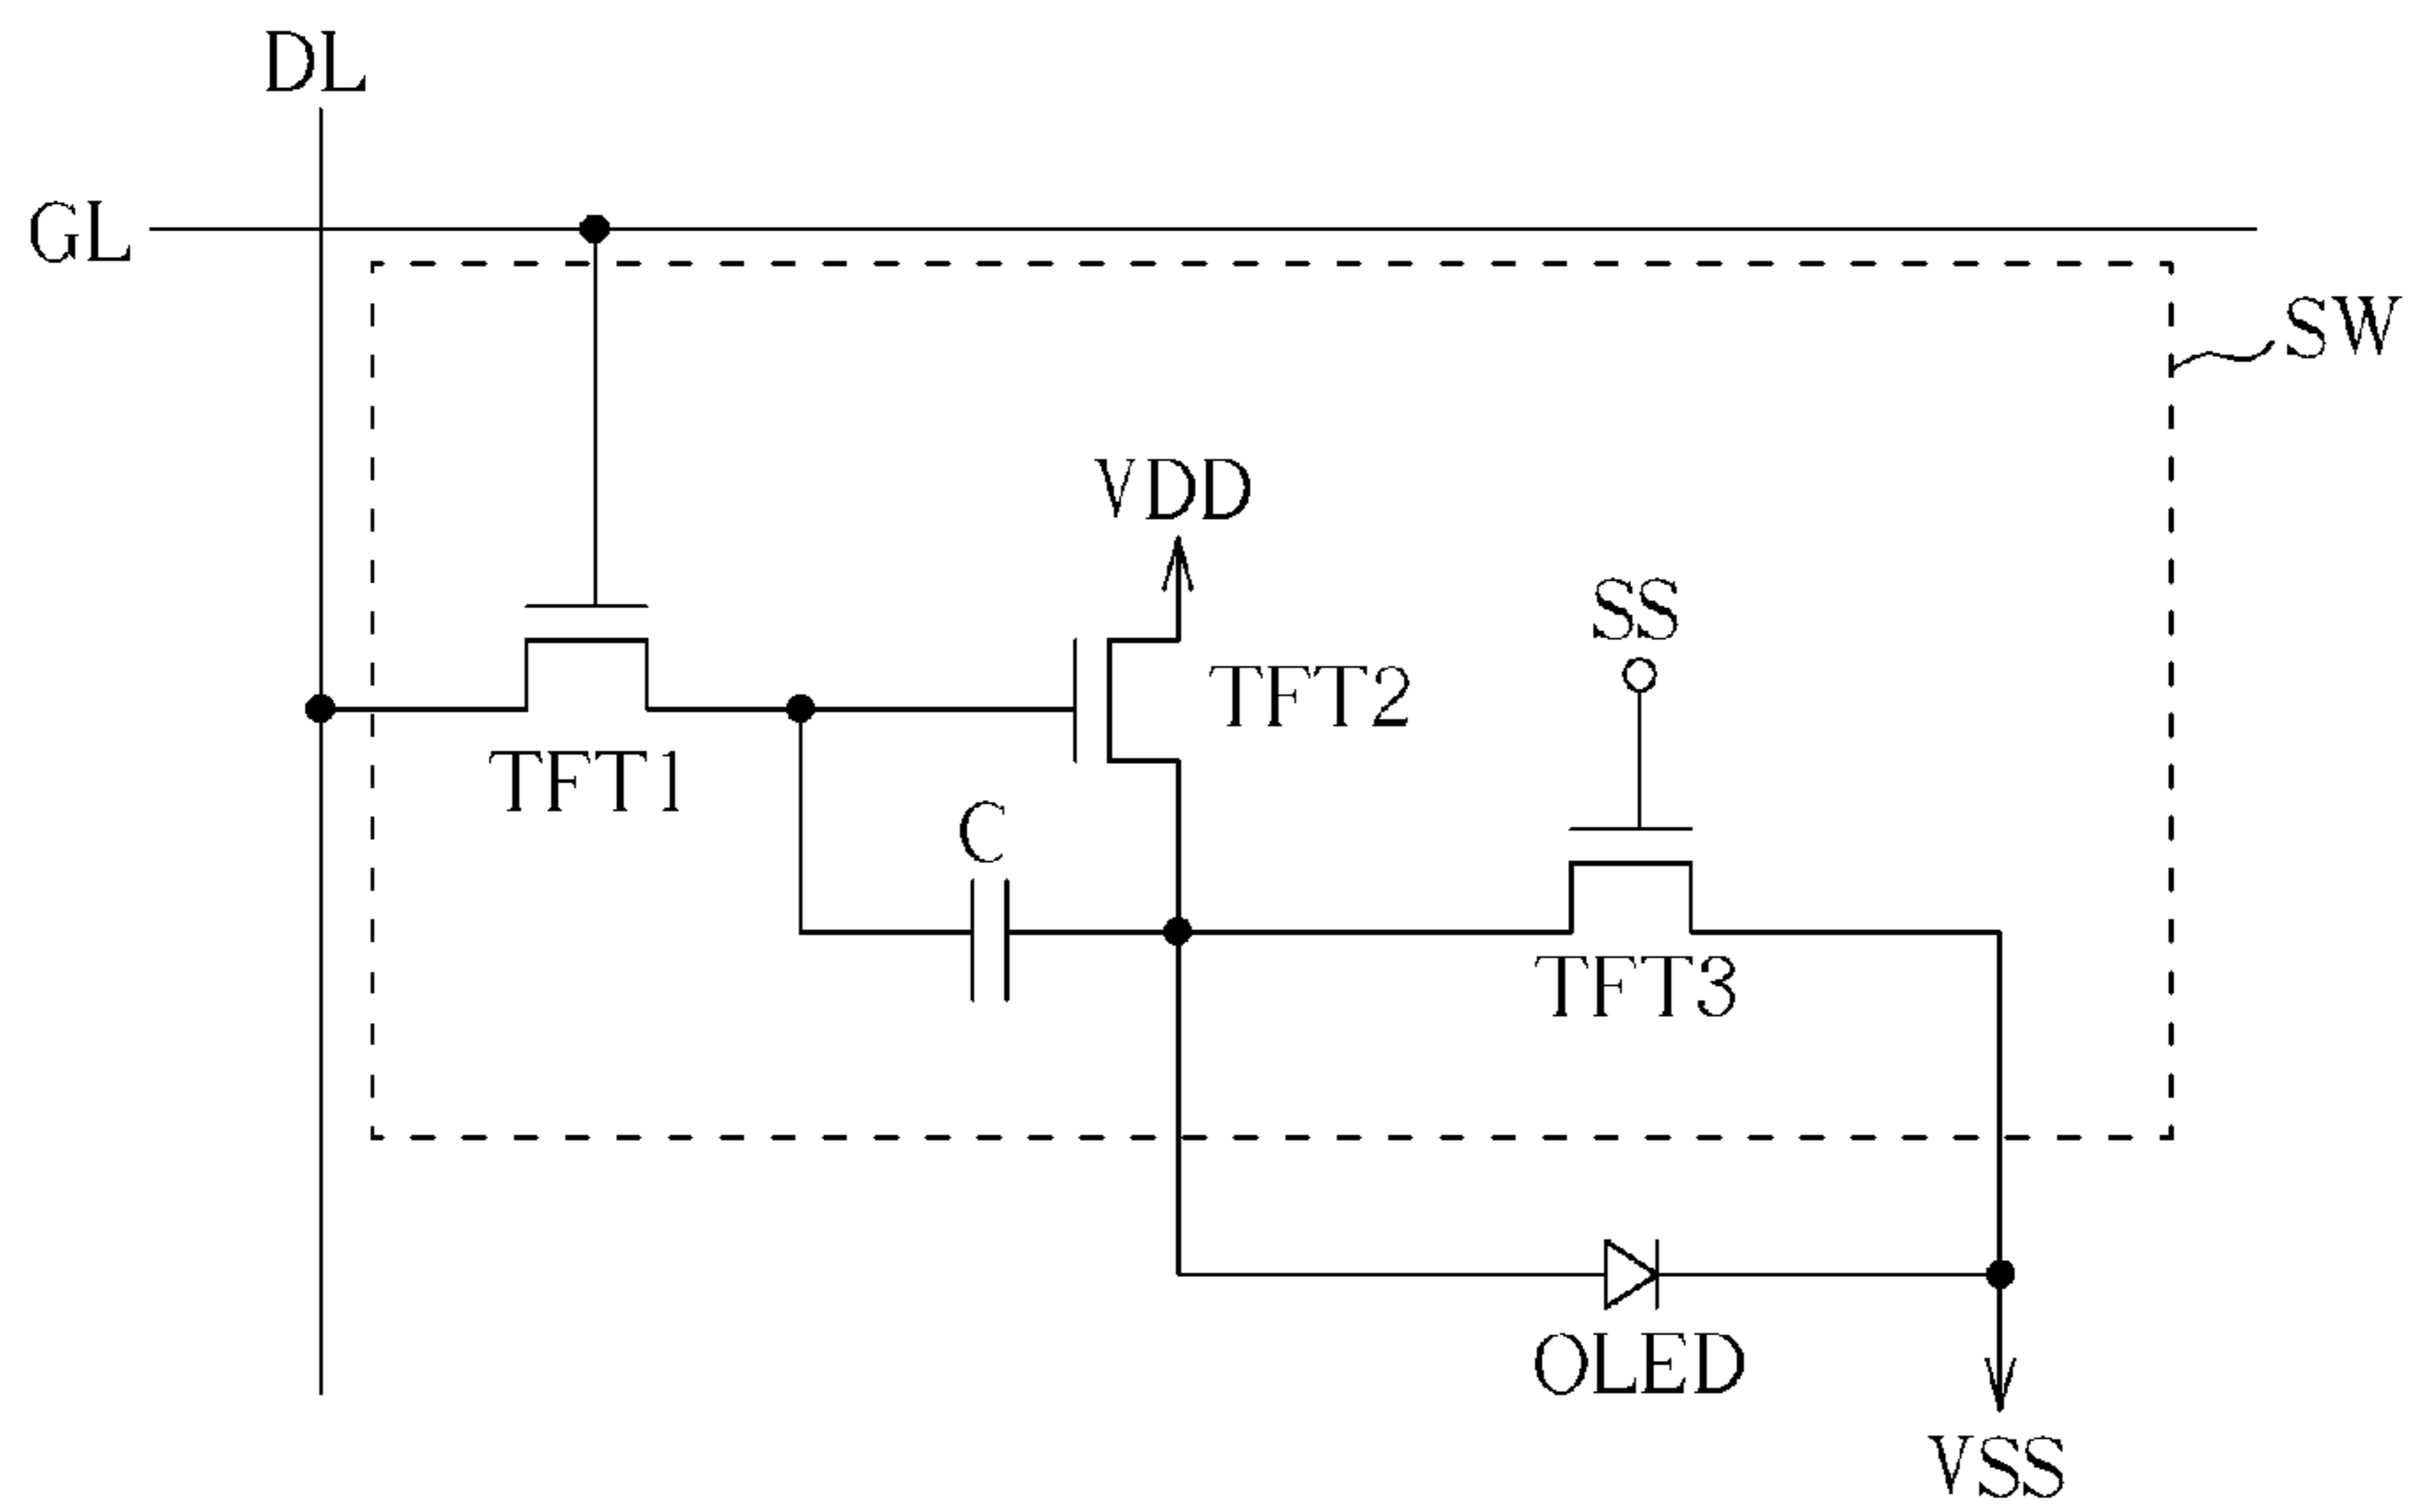 DL
GL
SW
VDD
SS
TFT2
TFT1
C
TFT3
OLED
VSS